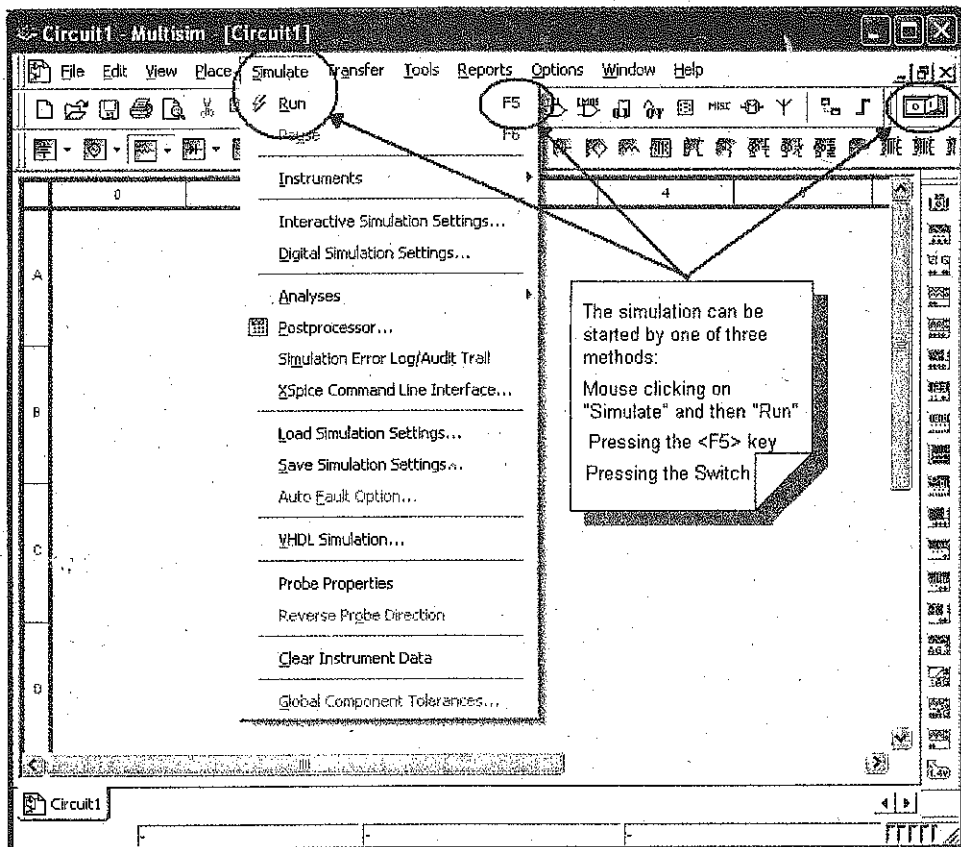 Circuit1 - Multisim - [Circuit1]
File Edit View Place Simulate Transfer Tools Reports Options Window Help
Run F5
MISC
Pause F6
Instruments
0 4
Interactive Simulation Settings...
Digital Simulation Settings...
A
Analyses
Postprocessor...
Simulation Error Log/Audit Trail
XSpice Command Line Interface...
B
Load Simulation Settings...
Save Simulation Settings...
Auto Fault Option...
VHDL Simulation...
C
Probe Properties
Reverse Probe Direction
Clear Instrument Data
D
Global Component Tolerances...
The simulation can be
started by one of three
methods:
Mouse clicking on
"Simulate" and then "Run"
Pressing the <F5> key
Pressing the Switch
1.4v
Circuit1